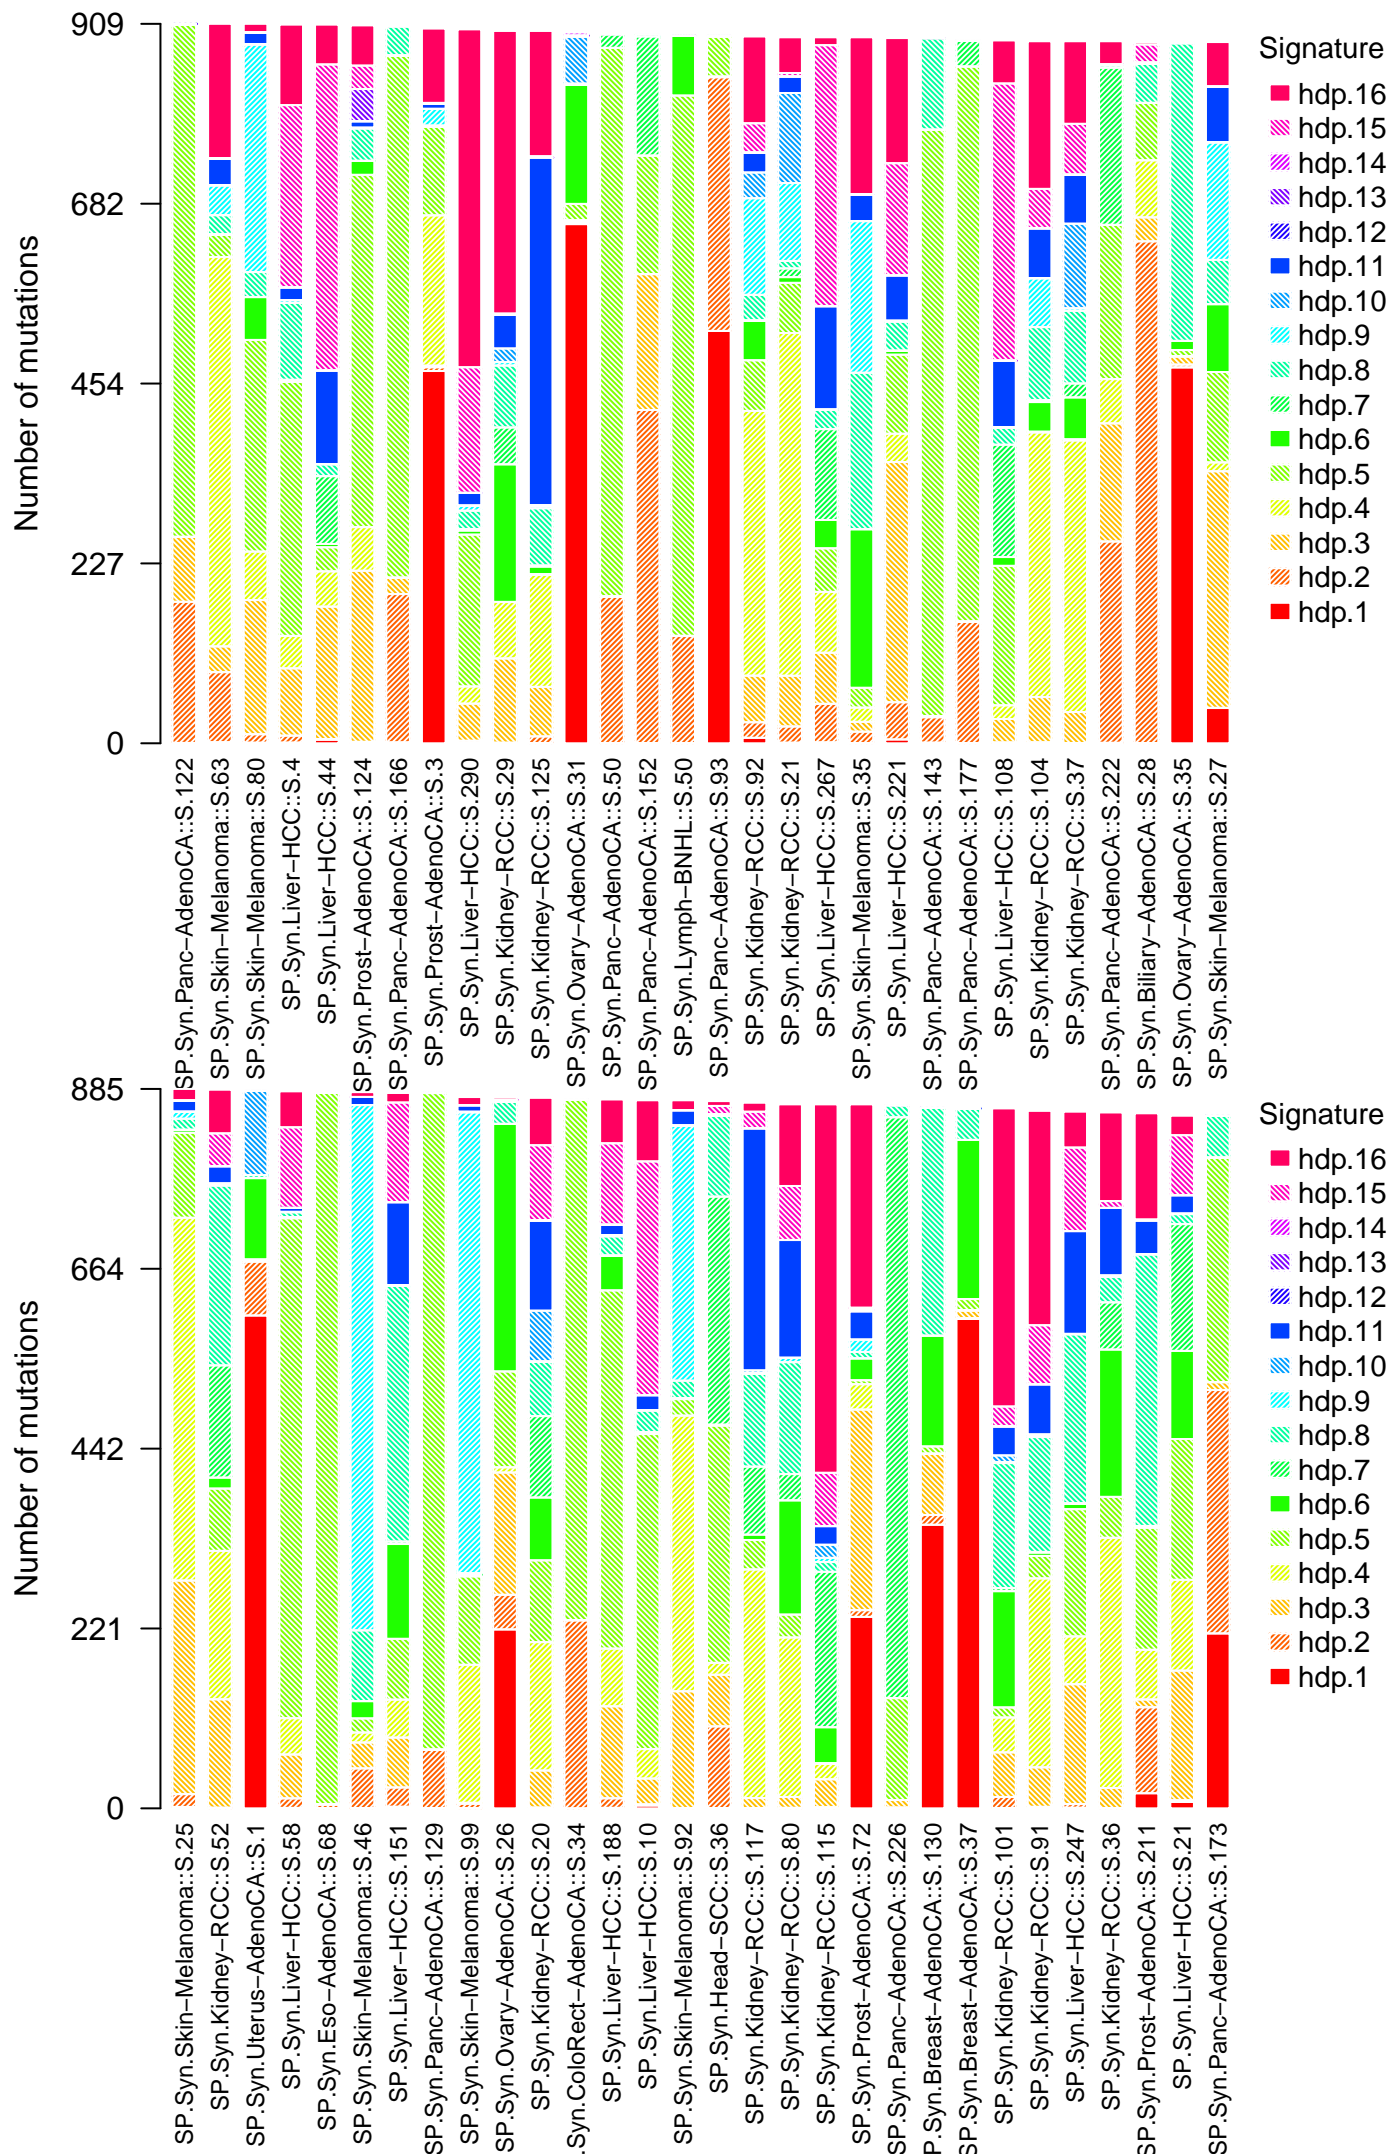 Number of mutations
909
682
454
227
0
Signature
hdp.16
hdp.15
hdp.14
hdp.13
hdp.12
hdp.11
hdp.10
hdp.9
hdp.8
hdp.7
hdp.6
hdp.5
hdp.4
hdp.3
hdp.2
hdp.1
SP.Syn.Panc−AdenoCA::S.122
SP.Syn.Skin−Melanoma::S.63
SP.Syn.Skin−Melanoma::S.80
SP.Syn.Liver−HCC::S.4
SP.Syn.Liver−HCC::S.44
SP.Syn.Prost−AdenoCA::S.124
SP.Syn.Panc−AdenoCA::S.166
SP.Syn.Prost−AdenoCA::S.3
SP.Syn.Liver−HCC::S.290
SP.Syn.Kidney−RCC::S.29
SP.Syn.Kidney−RCC::S.125
SP.Syn.Ovary−AdenoCA::S.31
SP.Syn.Panc−AdenoCA::S.50
SP.Syn.Panc−AdenoCA::S.152
SP.Syn.Lymph−BNHL::S.50
SP.Syn.Panc−AdenoCA::S.93
SP.Syn.Kidney−RCC::S.92
SP.Syn.Kidney−RCC::S.21
SP.Syn.Liver−HCC::S.267
SP.Syn.Skin−Melanoma::S.35
SP.Syn.Liver−HCC::S.221
SP.Syn.Panc−AdenoCA::S.143
SP.Syn.Panc−AdenoCA::S.177
SP.Syn.Liver−HCC::S.108
SP.Syn.Kidney−RCC::S.104
SP.Syn.Kidney−RCC::S.37
SP.Syn.Panc−AdenoCA::S.222
SP.Syn.Biliary−AdenoCA::S.28
SP.Syn.Ovary−AdenoCA::S.35
SP.Syn.Skin−Melanoma::S.27
Number of mutations
885
664
442
221
0
Signature
hdp.16
hdp.15
hdp.14
hdp.13
hdp.12
hdp.11
hdp.10
hdp.9
hdp.8
hdp.7
hdp.6
hdp.5
hdp.4
hdp.3
hdp.2
hdp.1
SP.Syn.Skin−Melanoma::S.25
SP.Syn.Kidney−RCC::S.52
SP.Syn.Uterus−AdenoCA::S.1
SP.Syn.Liver−HCC::S.58
SP.Syn.Eso−AdenoCA::S.68
SP.Syn.Skin−Melanoma::S.46
SP.Syn.Liver−HCC::S.151
SP.Syn.Panc−AdenoCA::S.129
SP.Syn.Skin−Melanoma::S.99
SP.Syn.Ovary−AdenoCA::S.26
SP.Syn.Kidney−RCC::S.20
.Syn.ColoRect−AdenoCA::S.34
SP.Syn.Liver−HCC::S.188
SP.Syn.Liver−HCC::S.10
SP.Syn.Skin−Melanoma::S.92
SP.Syn.Head−SCC::S.36
SP.Syn.Kidney−RCC::S.117
SP.Syn.Kidney−RCC::S.80
SP.Syn.Kidney−RCC::S.115
SP.Syn.Prost−AdenoCA::S.72
SP.Syn.Panc−AdenoCA::S.226
SP.Syn.Breast−AdenoCA::S.130
SP.Syn.Breast−AdenoCA::S.37
SP.Syn.Kidney−RCC::S.101
SP.Syn.Kidney−RCC::S.91
SP.Syn.Liver−HCC::S.247
SP.Syn.Kidney−RCC::S.36
SP.Syn.Prost−AdenoCA::S.211
SP.Syn.Liver−HCC::S.21
SP.Syn.Panc−AdenoCA::S.173